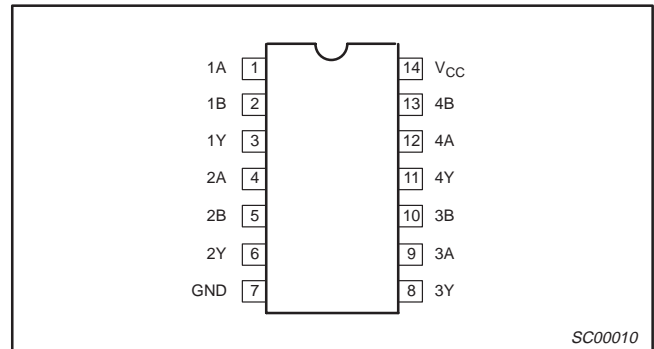 1A 1 14 VCC
1B 2 13 4B
1Y 3 12 4A
2A 4 11 4Y
2B 5 10 3B
2Y 6 9 3A
GND 7 8 3Y
SC00010